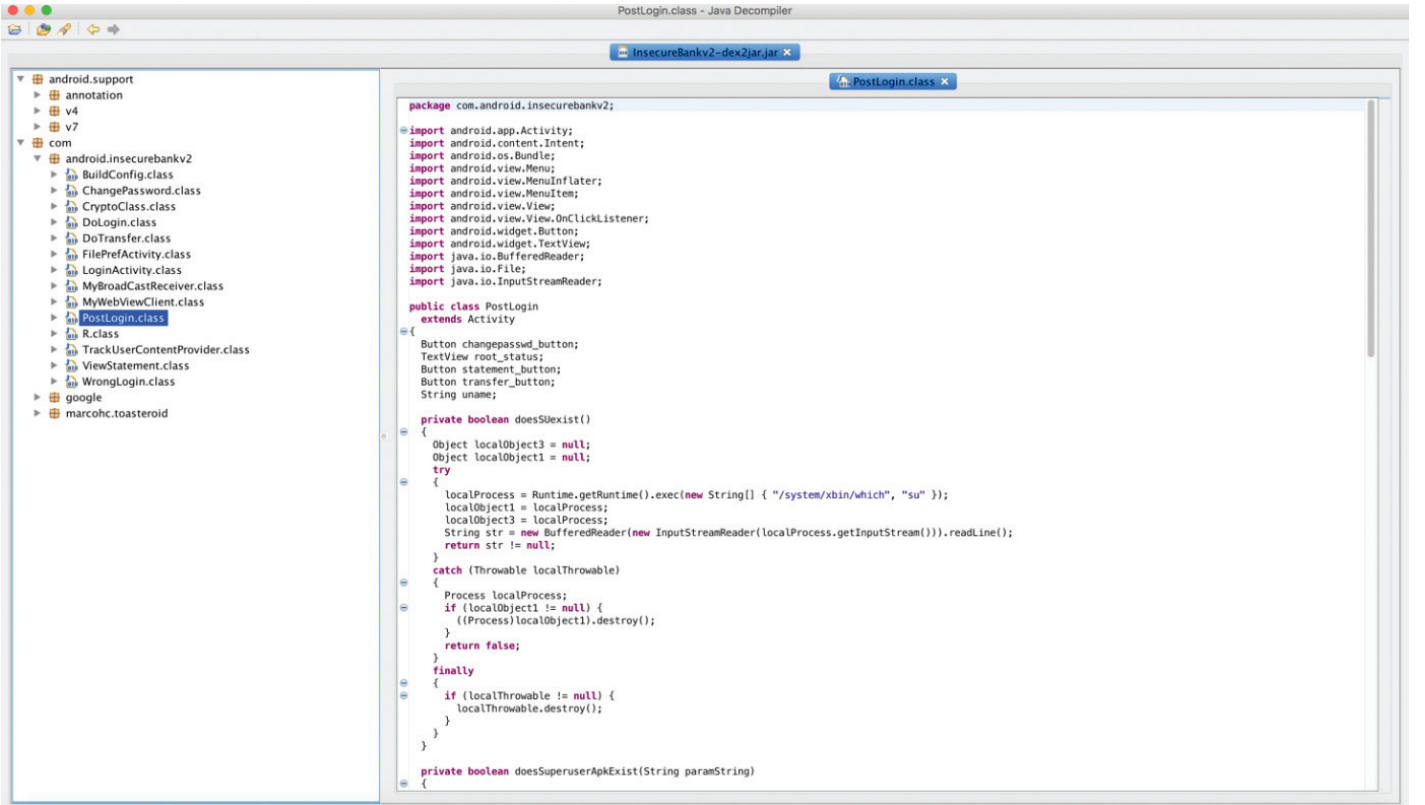 PostLogin.class - Java Decompiler
InsecureBankv2-dex2jar.jar
android.support
annotation
v4
v7
com
android.insecurebankv2
BuildConfig.class
ChangePassword.class
CryptoClass.class
DoLogin.class
DoTransfer.class
FilePrefActivity.class
LoginActivity.class
MyBroadCastReceiver.class
MyWebViewClient.class
PostLogin.class
R.class
TrackUserContentProvider.class
ViewStatement.class
WrongLogin.class
google
marcohc.toasteroid
PostLogin.class
package com.android.insecurebankv2;
import android.app.Activity;
import android.content.Intent;
import android.os.Bundle;
import android.view.Menu;
import android.view.MenuInflater;
import android.view.MenuItem;
import android.view.View;
import android.view.View.OnClickListener;
import android.widget.Button;
import android.widget.TextView;
import java.io.BufferedReader;
import java.io.File;
import java.io.InputStreamReader;
public class PostLogin
extends Activity
{
Button changepasswd_button;
TextView root_status;
Button statement_button;
Button transfer_button;
String uname;
private boolean doesSUexist()
{
Object localObject3 = null;
Object localObject1 = null;
try
{
localProcess = Runtime.getRuntime().exec(new String[] { "/system/xbin/which", "su" });
localObject1 = localProcess;
localObject3 = localProcess;
String str = new BufferedReader(new InputStreamReader(localProcess.getInputStream())).readLine();
return str != null;
}
catch (Throwable localThrowable)
{
Process localProcess;
if (localObject1 != null) {
((Process)localObject1).destroy();
}
return false;
}
finally
{
if (localThrowable != null) {
localThrowable.destroy();
}
}
}
private boolean doesSuperuserApkExist(String paramString)
{